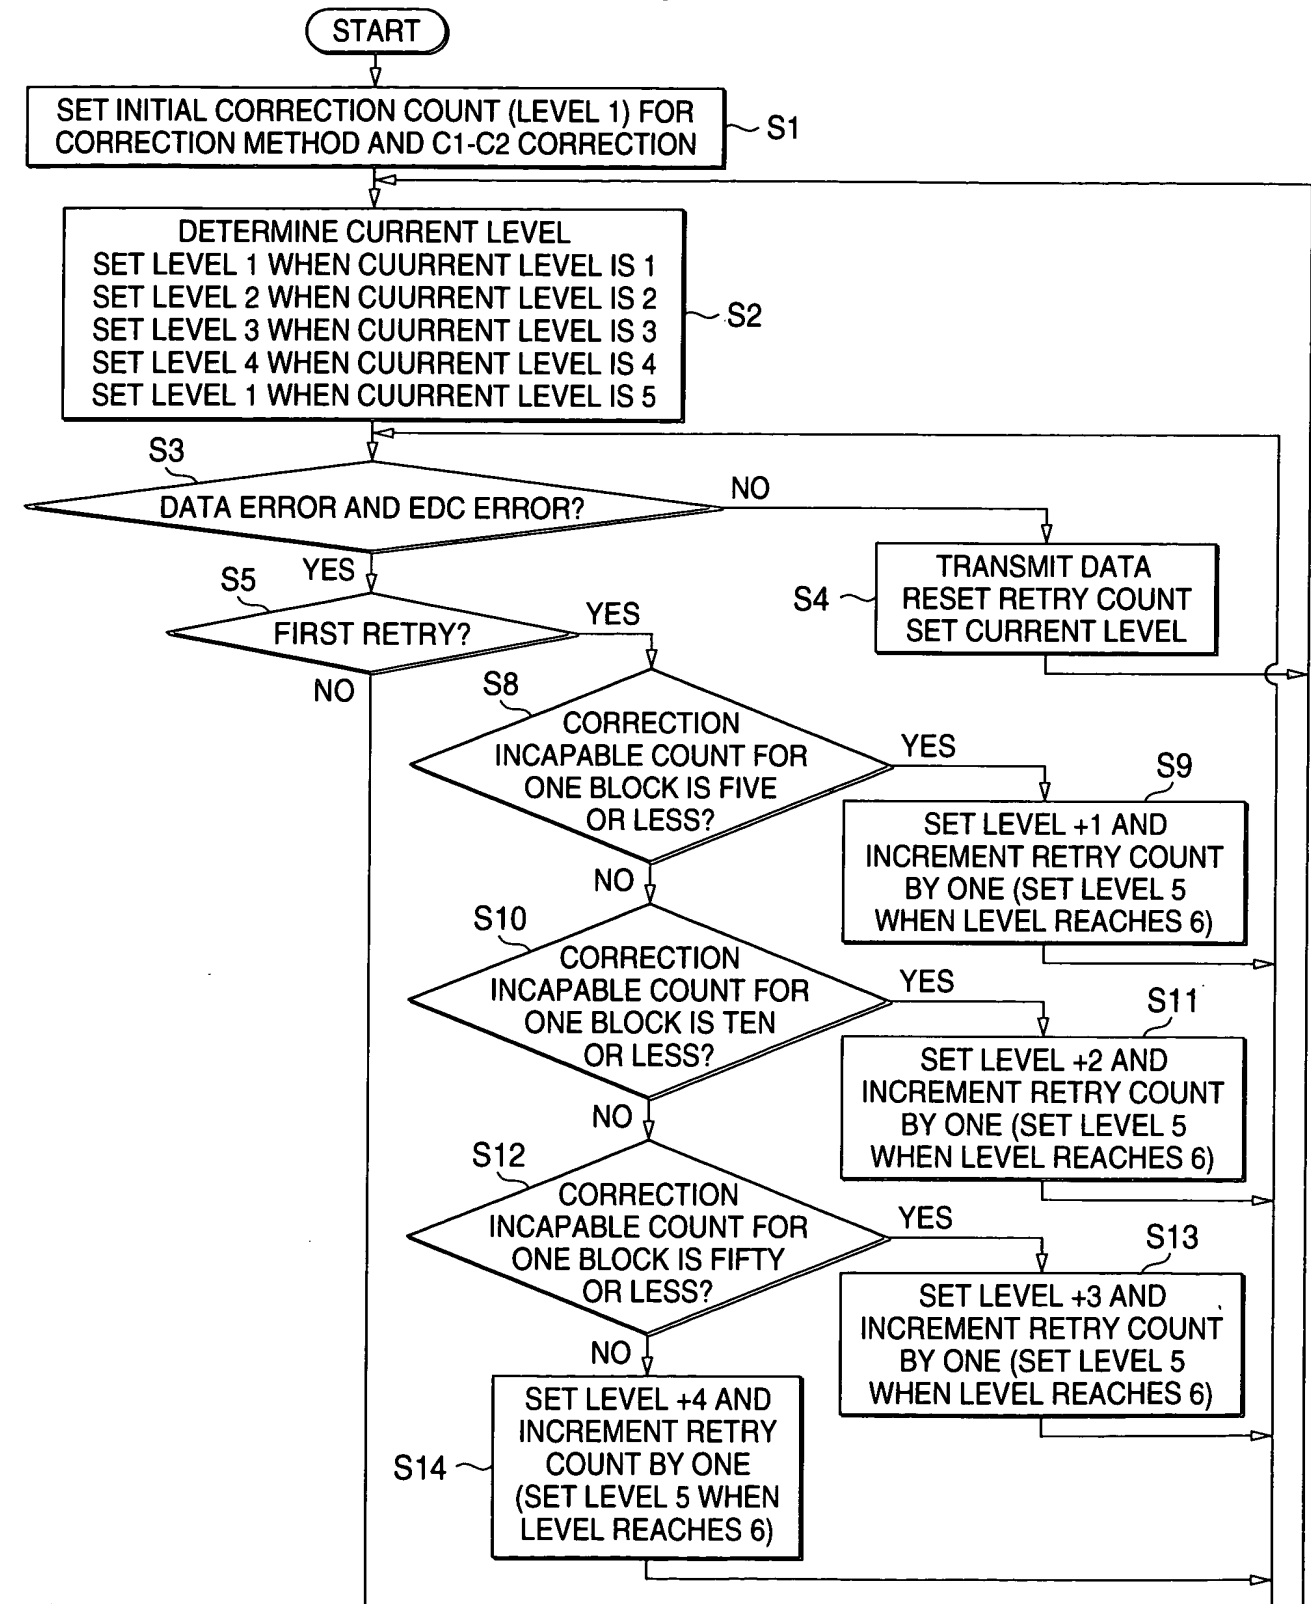 START
SET INITIAL CORRECTION COUNT (LEVEL 1) FOR
CORRECTION METHOD AND C1-C2 CORRECTION
S1
DETERMINE CURRENT LEVEL
SET LEVEL 1 WHEN CUURRENT LEVEL IS 1
SET LEVEL 2 WHEN CUURRENT LEVEL IS 2
SET LEVEL 3 WHEN CUURRENT LEVEL IS 3
SET LEVEL 4 WHEN CUURRENT LEVEL IS 4
SET LEVEL 1 WHEN CUURRENT LEVEL IS 5
S2
S3
DATA ERROR AND EDC ERROR?
NO
YES
TRANSMIT DATA
RESET RETRY COUNT
SET CURRENT LEVEL
S4
S5
FIRST RETRY?
YES
NO
S8
CORRECTION
INCAPABLE COUNT FOR
ONE BLOCK IS FIVE
OR LESS?
YES
NO
S9
SET LEVEL +1 AND
INCREMENT RETRY COUNT
BY ONE (SET LEVEL 5
WHEN LEVEL REACHES 6)
S10
CORRECTION
INCAPABLE COUNT FOR
ONE BLOCK IS TEN
OR LESS?
YES
NO
S11
SET LEVEL +2 AND
INCREMENT RETRY COUNT
BY ONE (SET LEVEL 5
WHEN LEVEL REACHES 6)
S12
CORRECTION
INCAPABLE COUNT FOR
ONE BLOCK IS FIFTY
OR LESS?
YES
NO
S13
SET LEVEL +3 AND
INCREMENT RETRY COUNT
BY ONE (SET LEVEL 5
WHEN LEVEL REACHES 6)
SET LEVEL +4 AND
INCREMENT RETRY
COUNT BY ONE
(SET LEVEL 5 WHEN
LEVEL REACHES 6)
S14